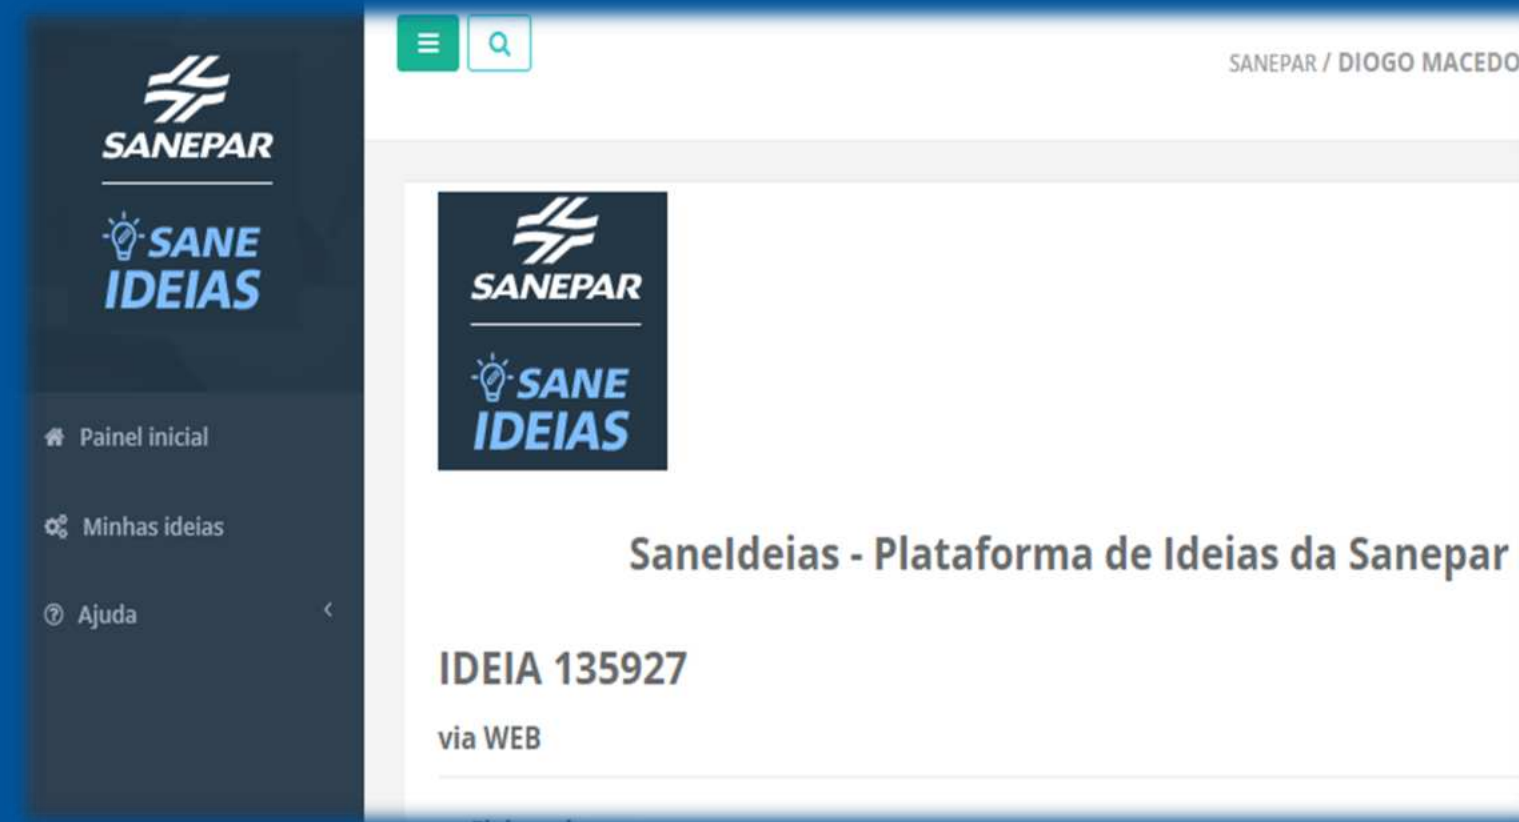 SANEPAR
SANE
IDEIAS
Painel inicial
Minhas ideias
Ajuda
SANEPAR / DIOGO MACEDO
SANEPAR
SANE
IDEIAS
SaneIdeias - Plataforma de Ideias da Sanepar
IDEIA 135927
via WEB